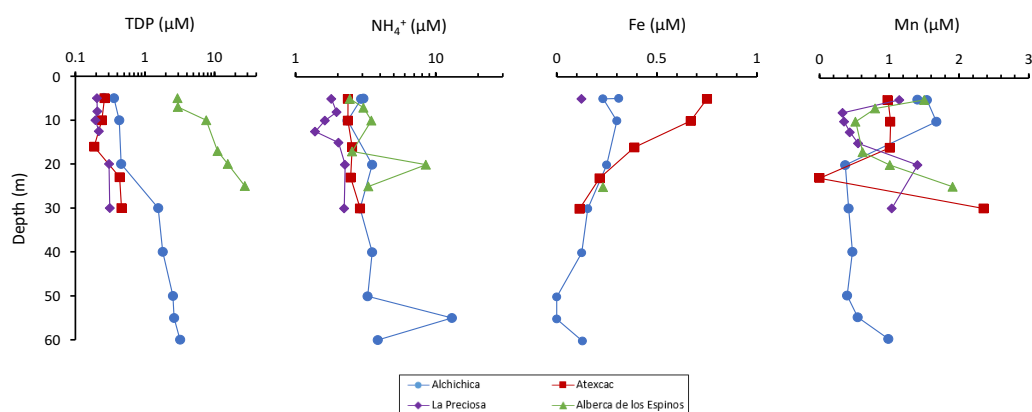 TDP (µM)
NH₄⁺ (µM)
Fe (µM)
Mn (µM)
0.1 1 10
1 10
0 0.5 1
0 1 2 3
0
10
20
30
40
50
60
Depth (m)
Alchichica
Atexcac
La Preciosa
Alberca de los Espinos